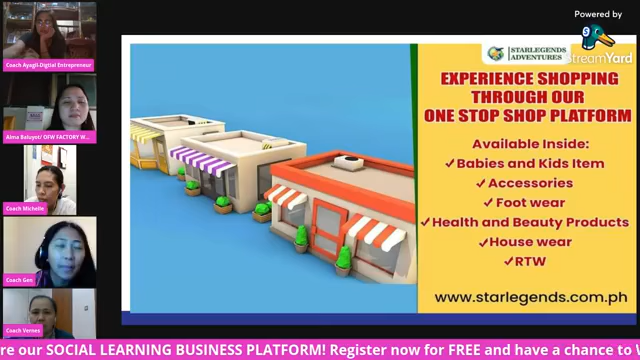 Powered by
StreamYard
STARLEGENDS
ADVENTURES
EXPERIENCE SHOPPING
THROUGH OUR
ONE STOP SHOP PLATFORM
Available Inside:
✓Babies and Kids Item
✓Accessories
✓Foot wear
✓Health and Beauty Products
✓House wear
✓RTW
www.starlegends.com.ph
Coach Ayagil-Digtial Entrepreneur
Alma Baluyot/ OFW FACTORY W...
Coach Michelle
Coach Gen
Coach Vernes
re our SOCIAL LEARNING BUSINESS PLATFORM! Register now for FREE and have a chance to